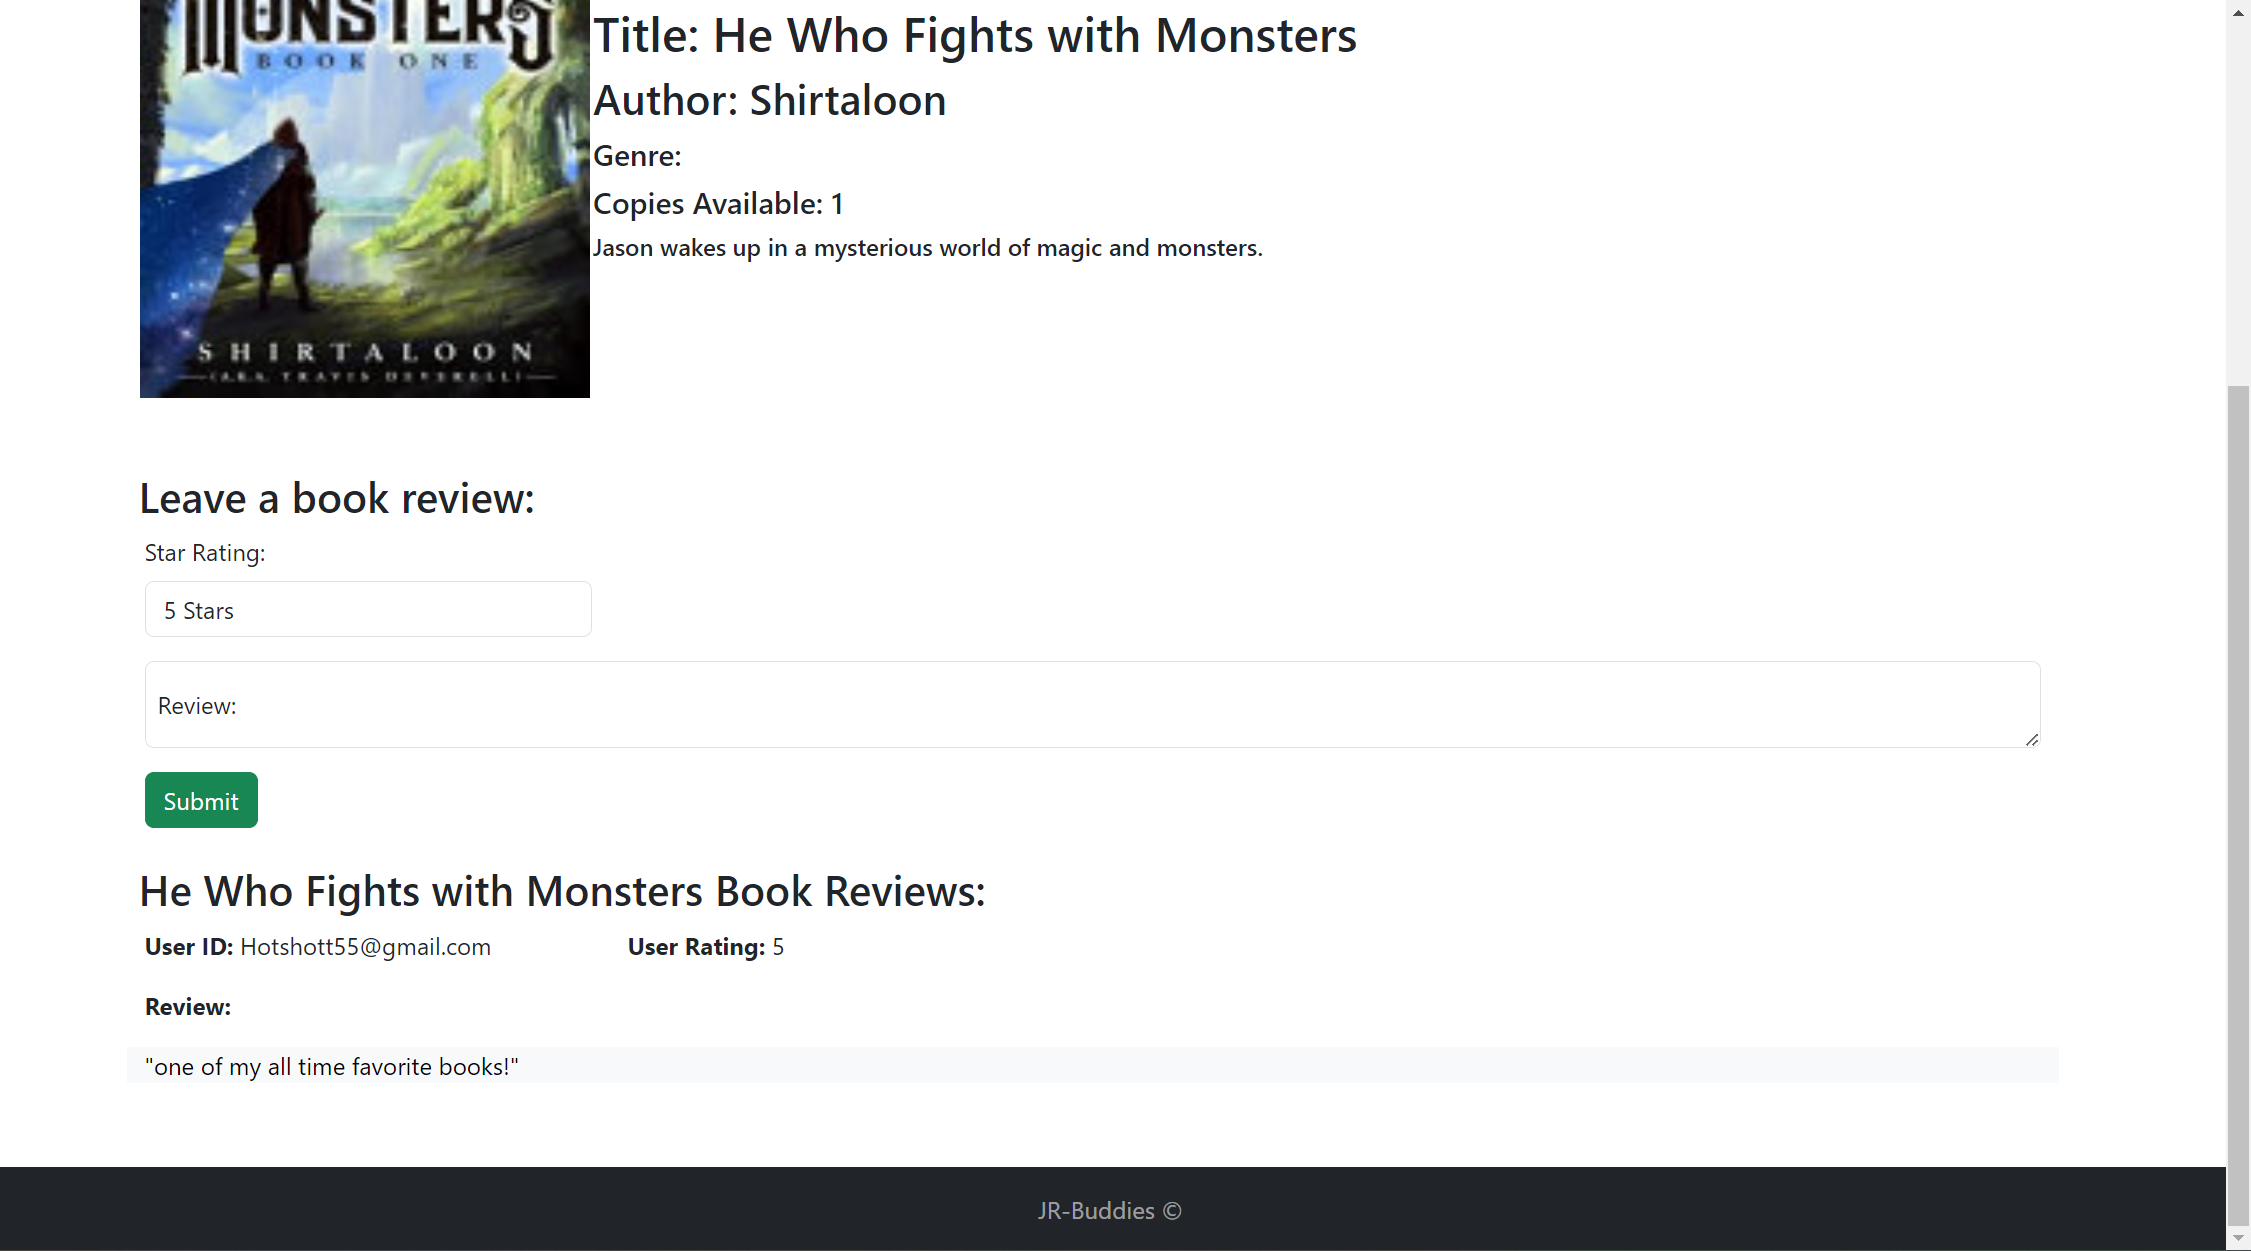 MONSTERS
BOOK ONE
SHIRTALOON
(A.K.A. TRAVIS DEVERELL)
Title: He Who Fights with Monsters
Author: Shirtaloon
Genre:
Copies Available: 1
Jason wakes up in a mysterious world of magic and monsters.
Leave a book review:
Star Rating:
5 Stars
Review:
Submit
He Who Fights with Monsters Book Reviews:
User ID: Hotshott55@gmail.com User Rating: 5
Review:
"one of my all time favorite books!"
JR-Buddies ©